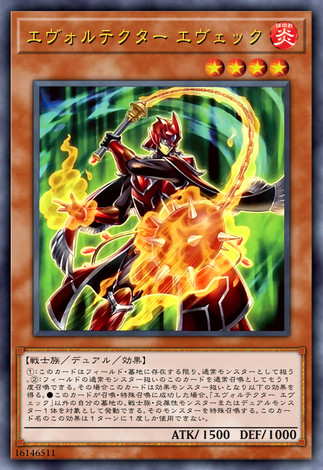 エヴォルテクター エヴェック
ほのお
炎
【戦士族／デュアル／効果】
①：このカードはフィールド・墓地に存在する限り、通常モンスターとして扱う。
②：フィールドの通常モンスター扱いのこのカードを通常召喚としてもう１
度召喚できる。その場合このカードは効果モンスター扱いとなり以下の効果を
得る。●このカードが召喚・特殊召喚に成功した場合、「エヴォルテクター エヴ
ェック」以外の自分の墓地の、戦士族・炎属性モンスターまたはデュアルモンス
ター１体を対象として発動できる。そのモンスターを特殊召喚する。このカー
ド名のこの効果は１ターンに１度しか使用できない。
ATK/1500 DEF/1000
16146511